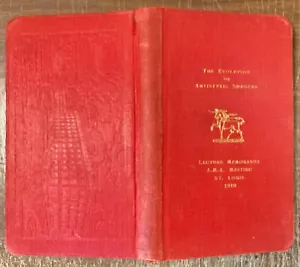 THE EVOLUTION
OF
ANTISEPTIC SURGERY
LECTURE MEMORANDA
A.M.A. MEETING
ST. LOUIS
1910